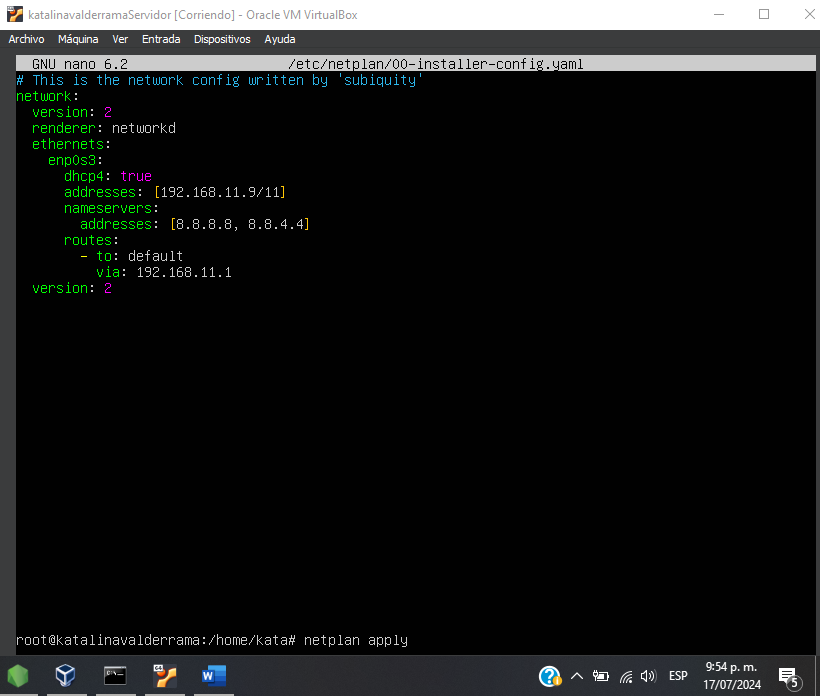 katalinavalderramaServidor [Corriendo] - Oracle VM VirtualBox
Archivo Máquina Ver Entrada Dispositivos Ayuda
GNU nano 6.2 /etc/netplan/00-installer-config.yaml
# This is the network config written by 'subiquity'
network:
  version: 2
  renderer: networkd
  ethernets:
    enp0s3:
      dhcp4: true
      addresses: [192.168.11.9/11]
      nameservers:
        addresses: [8.8.8.8, 8.8.4.4]
      routes:
        - to: default
          via: 192.168.11.1
  version: 2
root@katalinavalderrama:/home/kata# netplan apply
ESP
9:54 p. m.
17/07/2024
5